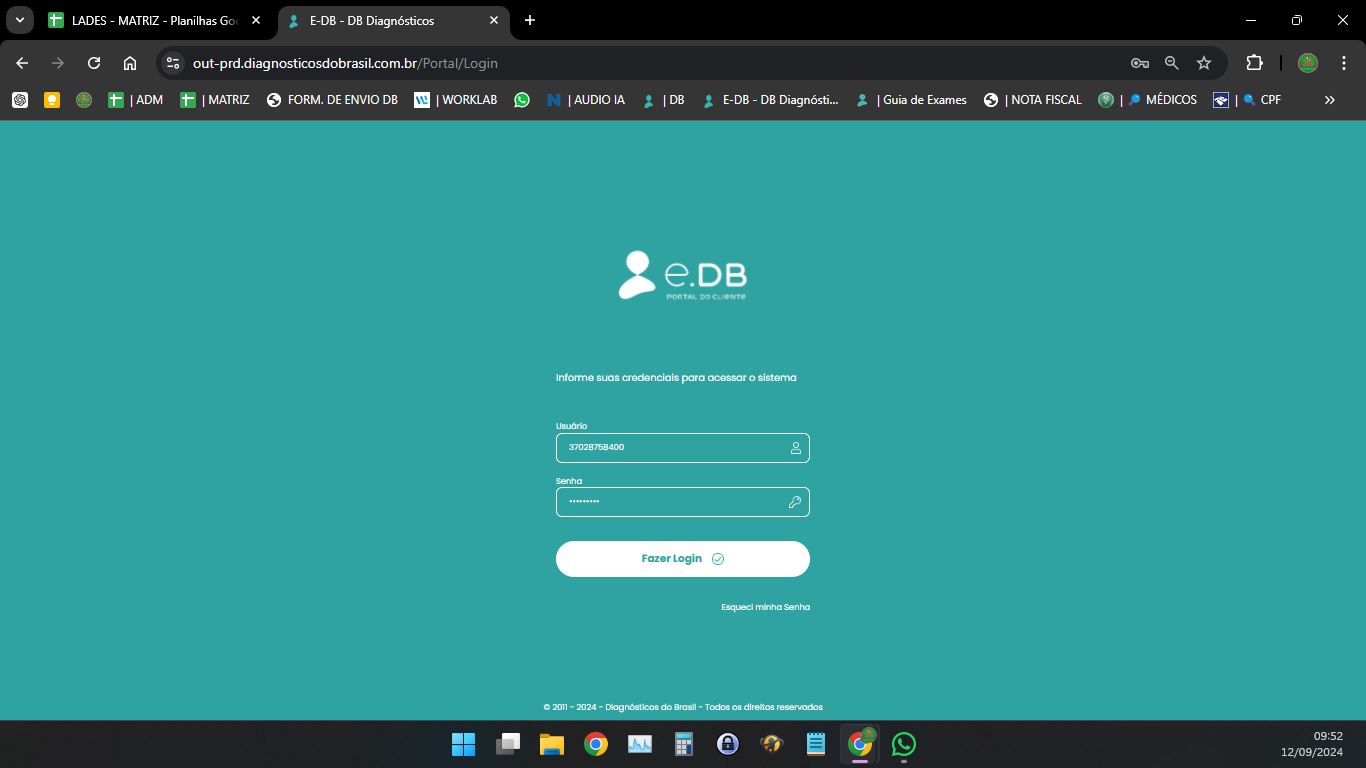 LADES - MATRIZ - Planilhas Goo
E-DB - DB Diagnósticos
out-prd.diagnosticosdobrasil.com.br/Portal/Login
| ADM
| MATRIZ
FORM. DE ENVIO DB
| WORKLAB
| AUDIO IA
| DB
E-DB - DB Diagnósti...
| Guia de Exames
| NOTA FISCAL
| MÉDICOS
| CPF
e.DB
PORTAL DO CLIENTE
Informe suas credenciais para acessar o sistema
Usuário
37028758400
Senha
•••••••••
Fazer Login
Esqueci minha Senha
© 2011 - 2024 - Diagnósticos do Brasil - Todos os direitos reservados
09:52
12/09/2024